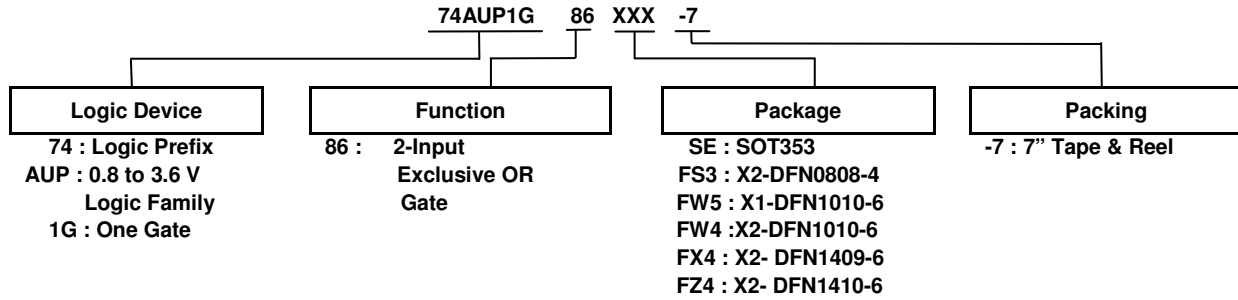 74AUP1G 86 XXX -7
Logic Device
74 : Logic Prefix
AUP : 0.8 to 3.6 V
Logic Family
1G : One Gate
Function
86 : 2-Input
Exclusive OR
Gate
Package
SE : SOT353
FS3 : X2-DFN0808-4
FW5 : X1-DFN1010-6
FW4 :X2-DFN1010-6
FX4 : X2- DFN1409-6
FZ4 : X2- DFN1410-6
Packing
-7 : 7” Tape & Reel